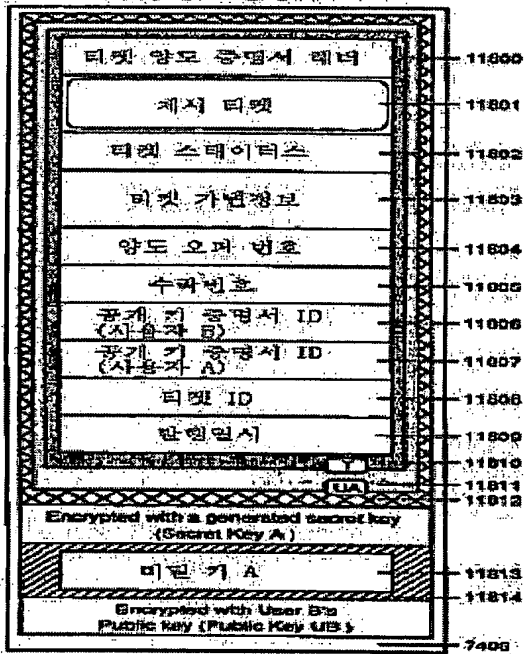 티켓 양도 증명서 헤더
11800
제시 티켓
11801
티켓 스테이터스
11802
티켓 가변정보
11803
양도 오퍼 번호
11804
수락번호
11805
공개 키 증명서 ID
(사용자 B)
11806
공개 키 증명서 ID
(사용자 A)
11807
티켓 ID
11808
발행일시
11809
T
11810
UA
11811
11812
Encrypted with a generated secret key
(Secret Key A)
비밀 키 A
11813
11814
Encrypted with User B's
Public key (Public Key UB)
7406